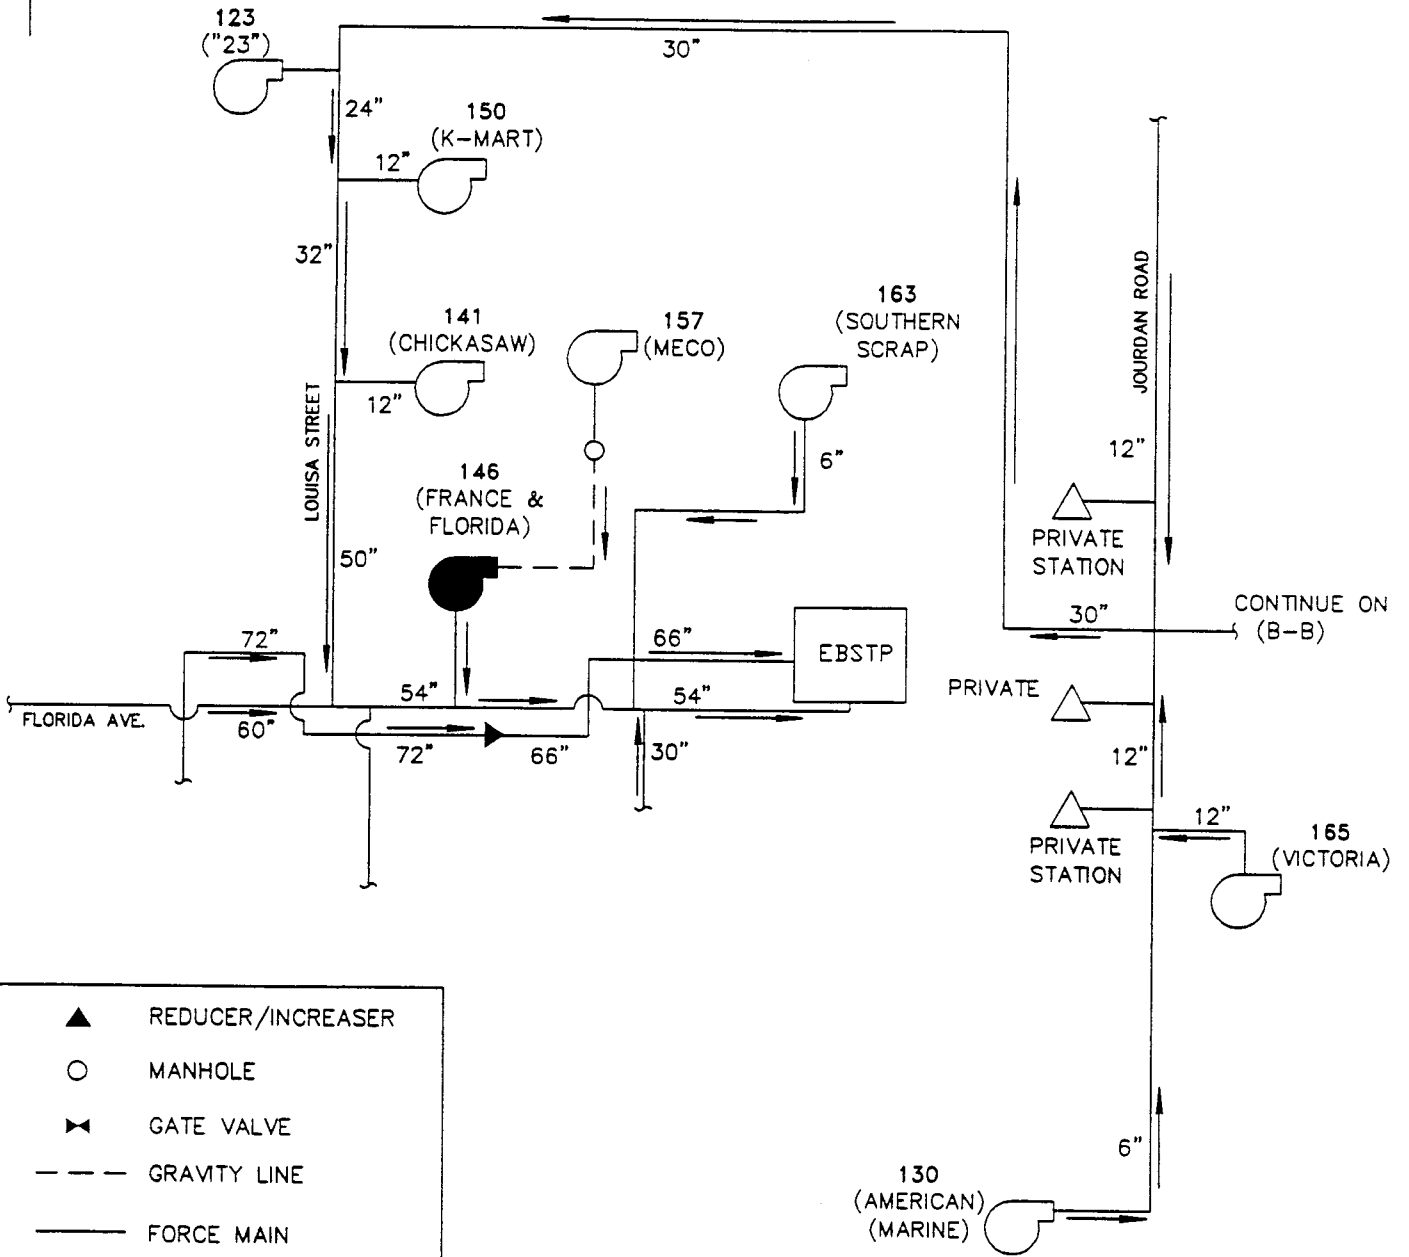 123
("23")
30"
24"
150
(K-MART)
12"
32"
163
(SOUTHERN
SCRAP)
141
(CHICKASAW)
157
(MECO)
12"
JOURDAN ROAD
LOUISA STREET
12"
6"
146
(FRANCE &
FLORIDA)
PRIVATE
STATION
50"
CONTINUE ON
(B-B)
30"
72"
66"
EBSTP
PRIVATE
54"
54"
FLORIDA AVE.
60"
72"
66"
30"
12"
12"
165
(VICTORIA)
PRIVATE
STATION
REDUCER/INCREASER
MANHOLE
GATE VALVE
GRAVITY LINE
FORCE MAIN
6"
130
(AMERICAN)
(MARINE)